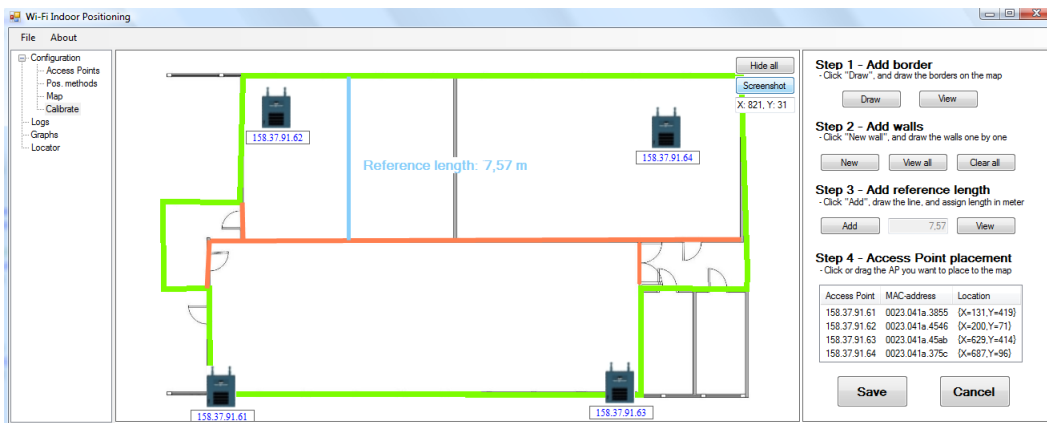 Wi-Fi Indoor Positioning
File About
Configuration
Access Points
Pos. methods
Map
Calibrate
Logs
Graphs
Locator
Hide all
Screenshot
X: 821, Y: 31
158.37.91.62
158.37.91.64
Reference length: 7,57 m
158.37.91.61
158.37.91.63
Step 1 - Add border
- Click "Draw", and draw the borders on the map
Draw View
Step 2 - Add walls
- Click "New wall", and draw the walls one by one
New View all Clear all
Step 3 - Add reference length
- Click "Add", draw the line, and assign length in meter
Add 7,57 View
Step 4 - Access Point placement
- Click or drag the AP you want to place to the map
Access Point MAC-address Location
158.37.91.61 0023.041a.3855 {X=131,Y=419}
158.37.91.62 0023.041a.4546 {X=200,Y=71}
158.37.91.63 0023.041a.45ab {X=629,Y=414}
158.37.91.64 0023.041a.375c {X=687,Y=96}
Save Cancel